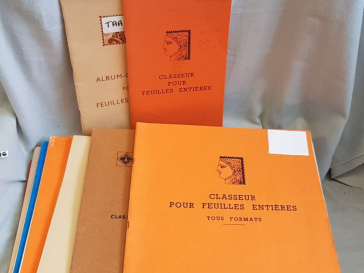 TAA
ALBUM-
FEUILLES
CLASSEUR
POUR
FEUILLES ENTIÈRES
CLAS
CLASSEUR
POUR FEUILLES ENTIÈRES
TOUS FORMATS